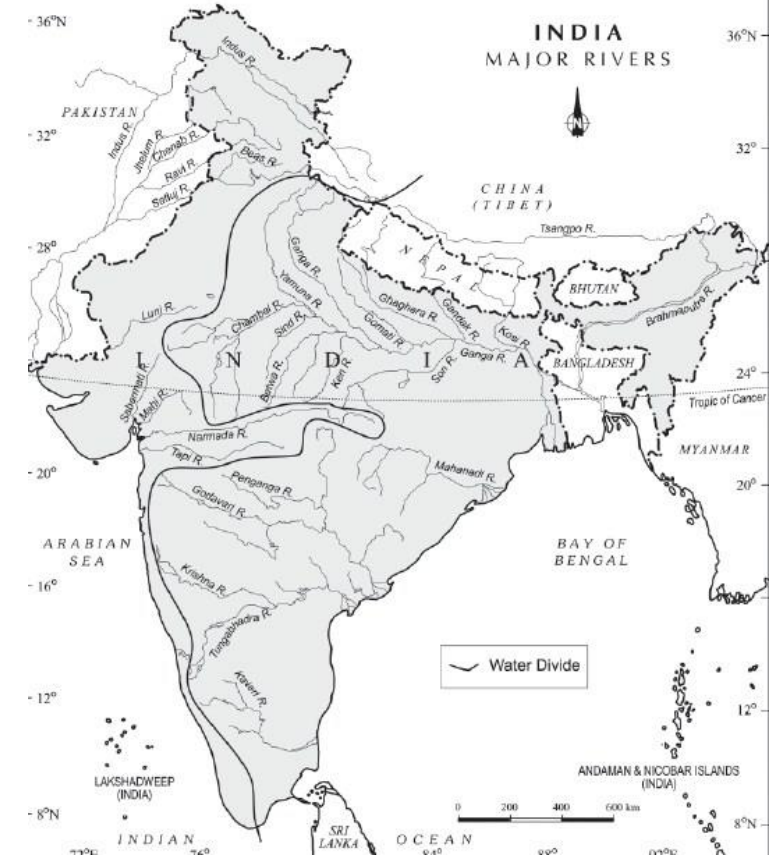 INDIA
MAJOR RIVERS
N
36°N
36°N
Indus R.
PAKISTAN
Indus R.
Jhelum R.
Chenab R.
Ravi R.
Satluj R.
Beas R.
32°
32°
CHINA
(TIBET)
Tsangpo R.
28°
28°
NEPAL
BHUTAN
Brahmaputra R.
Ganga R.
Yamuna R.
Ghaghara R.
Gandak R.
Gomati R.
Kosi R.
Luni R.
Chambal R.
Sind R.
Betwa R.
Ken R.
Son R.
Ganga R.
INDIA
BANGLADESH
24°
Tropic of Cancer
Sabarmati R.
Mahi R.
Narmada R.
Tapi R.
MYANMAR
20°
20°
Mahanadi R.
Penganga R.
Godavari R.
ARABIAN
SEA
BAY OF
BENGAL
16°
Krishna R.
Tungabhadra R.
Water Divide
12°
12°
Kaveri R.
LAKSHADWEEP
(INDIA)
ANDAMAN & NICOBAR ISLANDS
(INDIA)
0 200 400 600 km
8°N
8°N
SRI
LANKA
INDIAN OCEAN